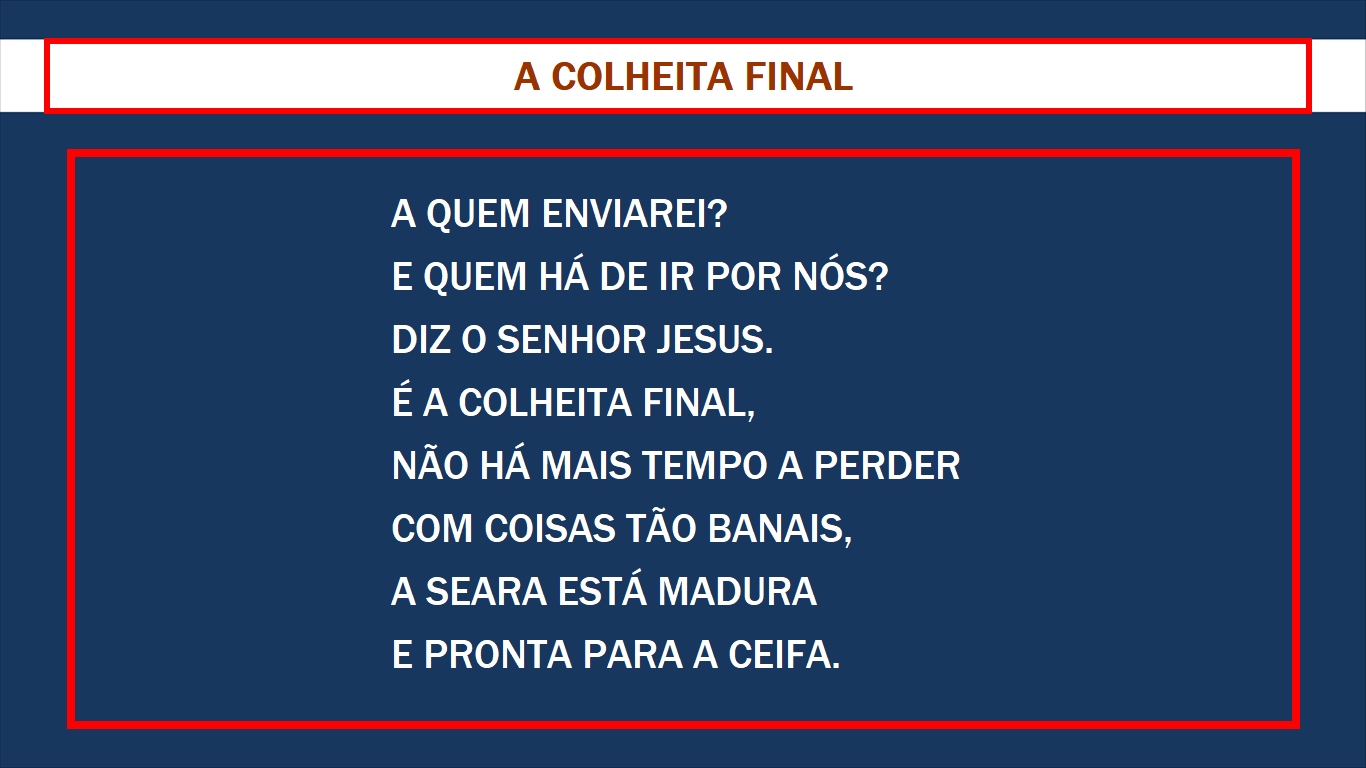 A COLHEITA FINAL
A QUEM ENVIAREI?
E QUEM HÁ DE IR POR NÓS?
DIZ O SENHOR JESUS.
É A COLHEITA FINAL,
NÃO HÁ MAIS TEMPO A PERDER
COM COISAS TÃO BANAIS,
A SEARA ESTÁ MADURA
E PRONTA PARA A CEIFA.